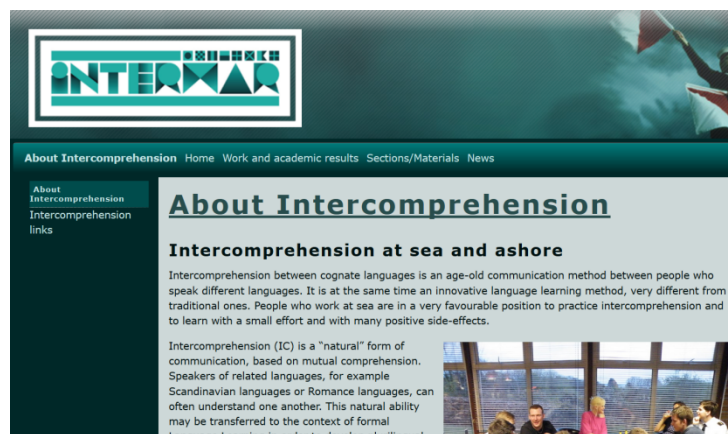 INTERMAR
About Intercomprehension Home Work and academic results Sections/Materials News
About
Intercomprehension
Intercomprehension
links
About Intercomprehension
Intercomprehension at sea and ashore
Intercomprehension between cognate languages is an age-old communication method between people who
speak different languages. It is at the same time an innovative language learning method, very different from
traditional ones. People who work at sea are in a very favourable position to practice intercomprehension and
to learn with a small effort and with many positive side-effects.
Intercomprehension (IC) is a "natural" form of
communication, based on mutual comprehension.
Speakers of related languages, for example
Scandinavian languages or Romance languages, can
often understand one another. This natural ability
may be transferred to the context of formal